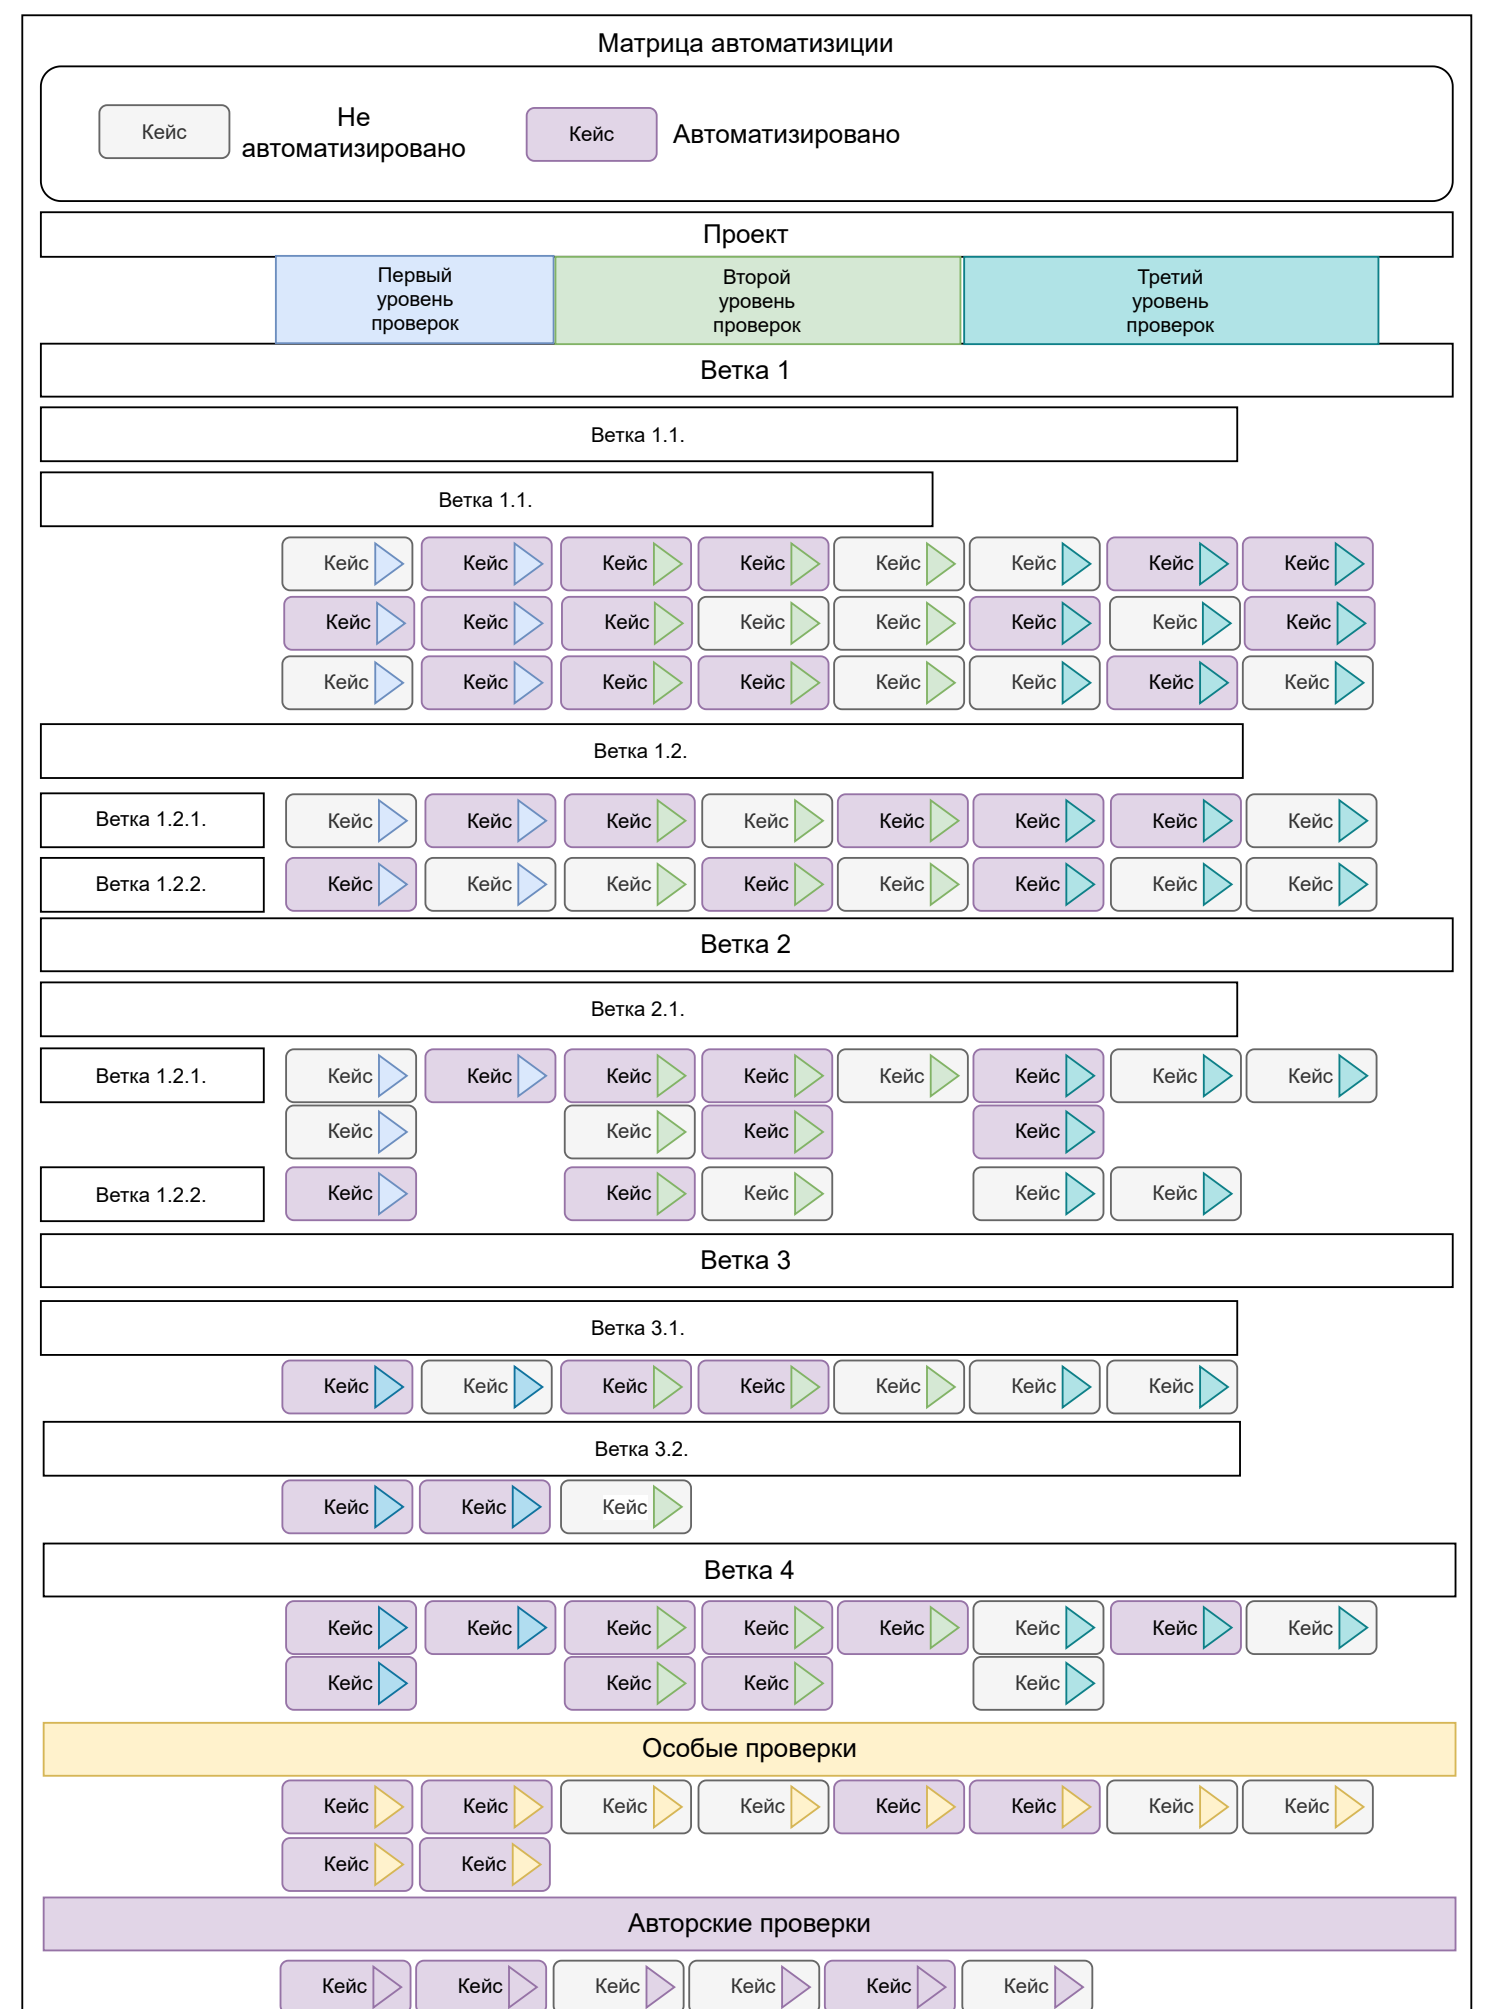 Матрица автоматизиции
Кейс
Не
автоматизировано
Кейс
Автоматизировано
Проект
Первый
уровень
проверок
Второй
уровень
проверок
Третий
уровень
проверок
Ветка 1
Ветка 1.1.
Ветка 1.1.
Кейс Кейс Кейс Кейс Кейс Кейс Кейс Кейс
Кейс Кейс Кейс Кейс Кейс Кейс Кейс Кейс
Кейс Кейс Кейс Кейс Кейс Кейс Кейс Кейс
Ветка 1.2.
Ветка 1.2.1. Кейс Кейс Кейс Кейс Кейс Кейс Кейс Кейс
Ветка 1.2.2. Кейс Кейс Кейс Кейс Кейс Кейс Кейс Кейс
Ветка 2
Ветка 2.1.
Ветка 1.2.1. Кейс Кейс Кейс Кейс Кейс Кейс Кейс Кейс
Кейс Кейс Кейс Кейс
Ветка 1.2.2. Кейс Кейс Кейс Кейс Кейс
Ветка 3
Ветка 3.1.
Кейс Кейс Кейс Кейс Кейс Кейс Кейс
Ветка 3.2.
Кейс Кейс Кейс
Ветка 4
Кейс Кейс Кейс Кейс Кейс Кейс Кейс Кейс
Кейс Кейс Кейс Кейс
Особые проверки
Кейс Кейс Кейс Кейс Кейс Кейс Кейс Кейс
Кейс Кейс
Авторские проверки
Кейс Кейс Кейс Кейс Кейс Кейс